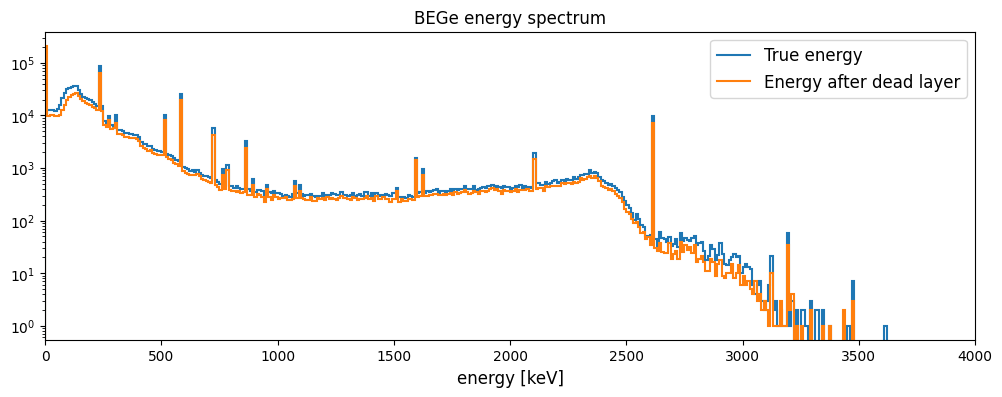 BEGe energy spectrum
True energy
Energy after dead layer
10^5
10^4
10^3
10^2
10^1
10^0
0 500 1000 1500 2000 2500 3000 3500 4000
energy [keV]